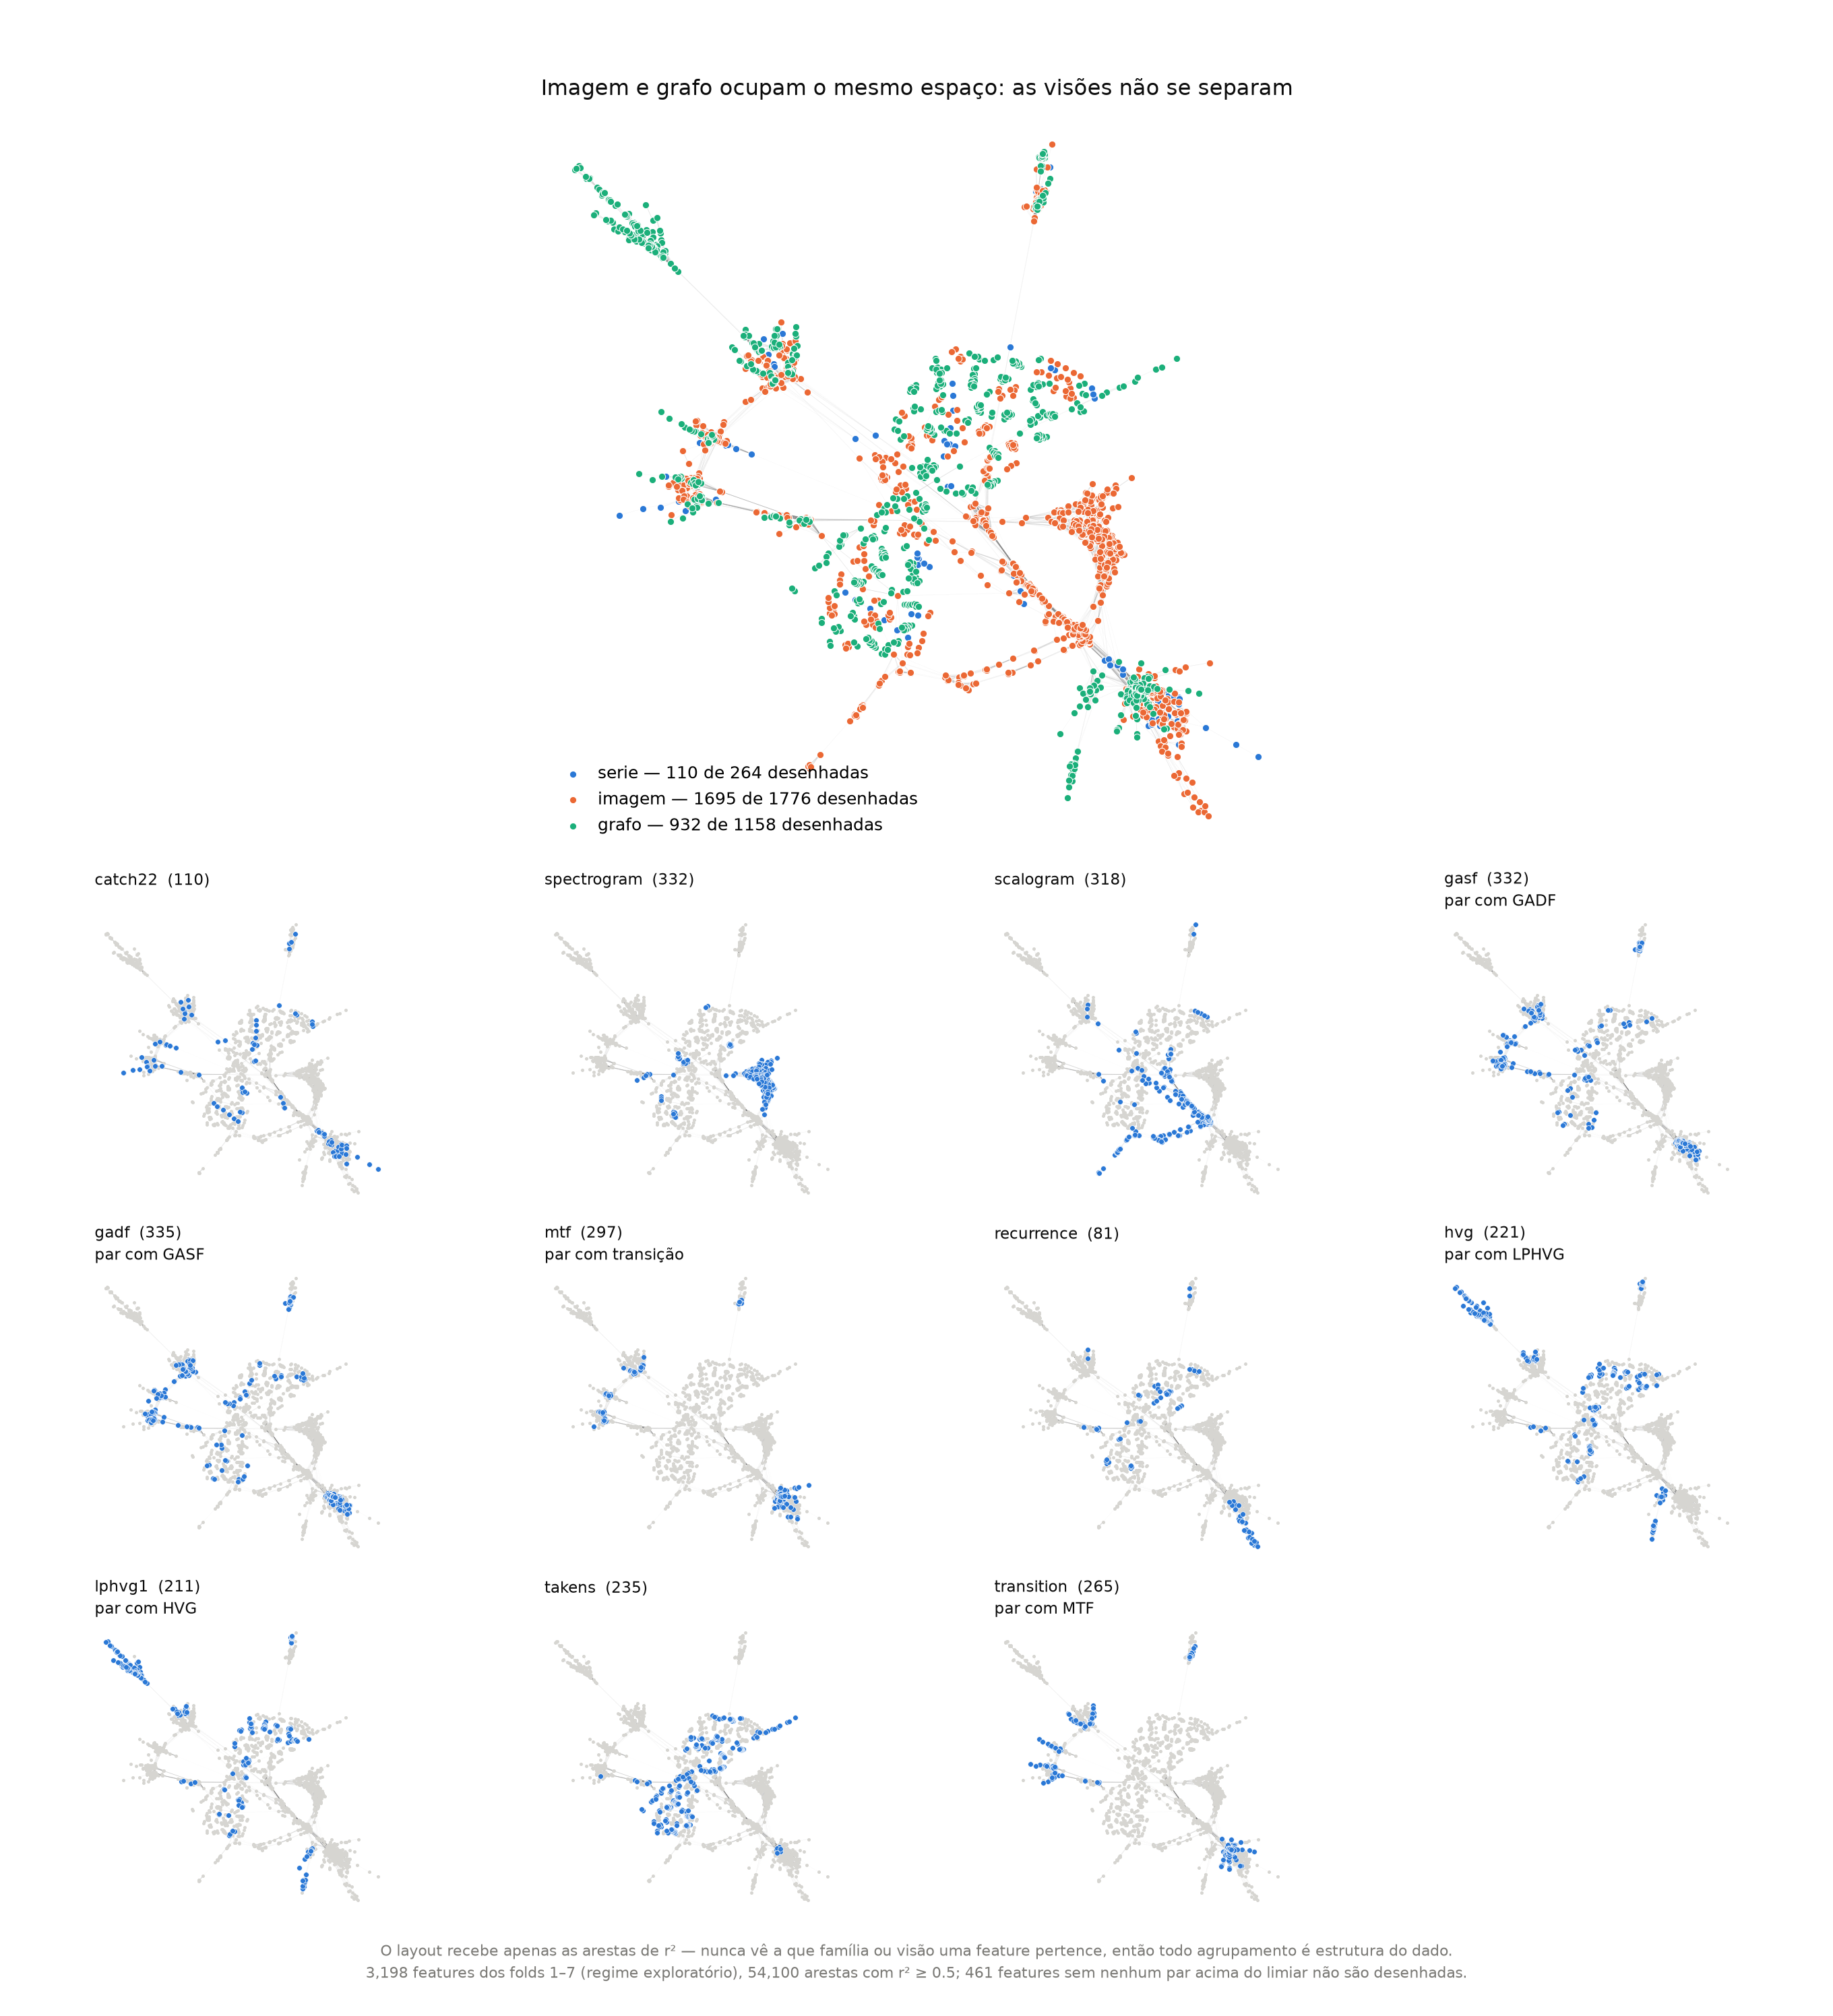 Imagem e grafo ocupam o mesmo espaço: as visões não se separam
serie — 110 de 264 desenhadas
imagem — 1695 de 1776 desenhadas
grafo — 932 de 1158 desenhadas
catch22 (110)
spectrogram (332)
scalogram (318)
gasf (332)
par com GADF
gadf (335)
par com GASF
mtf (297)
par com transição
recurrence (81)
hvg (221)
par com LPHVG
lphvg1 (211)
par com HVG
takens (235)
transition (265)
par com MTF
O layout recebe apenas as arestas de r² — nunca vê a que família ou visão uma feature pertence, então todo agrupamento é estrutura do dado.
3,198 features dos folds 1–7 (regime exploratório), 54,100 arestas com r² ≥ 0.5; 461 features sem nenhum par acima do limiar não são desenhadas.